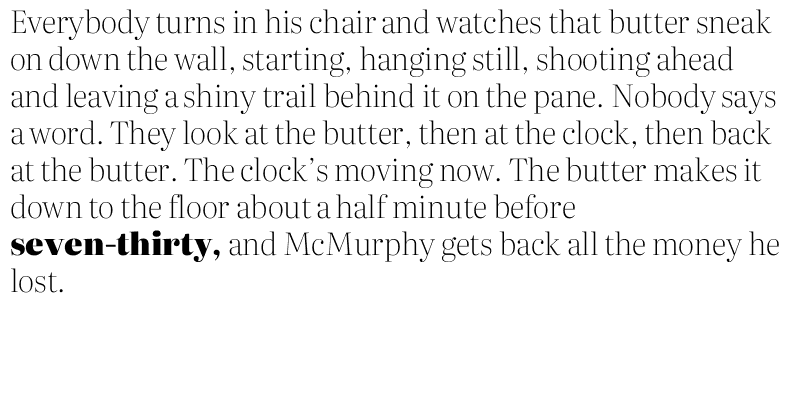 Everybody turns in his chair and watches that butter sneak
on down the wall, starting, hanging still, shooting ahead
and leaving a shiny trail behind it on the pane. Nobody says
a word. They look at the butter, then at the clock, then back
at the butter. The clock’s moving now. The butter makes it
down to the floor about a half minute before
seven-thirty, and McMurphy gets back all the money he
lost.